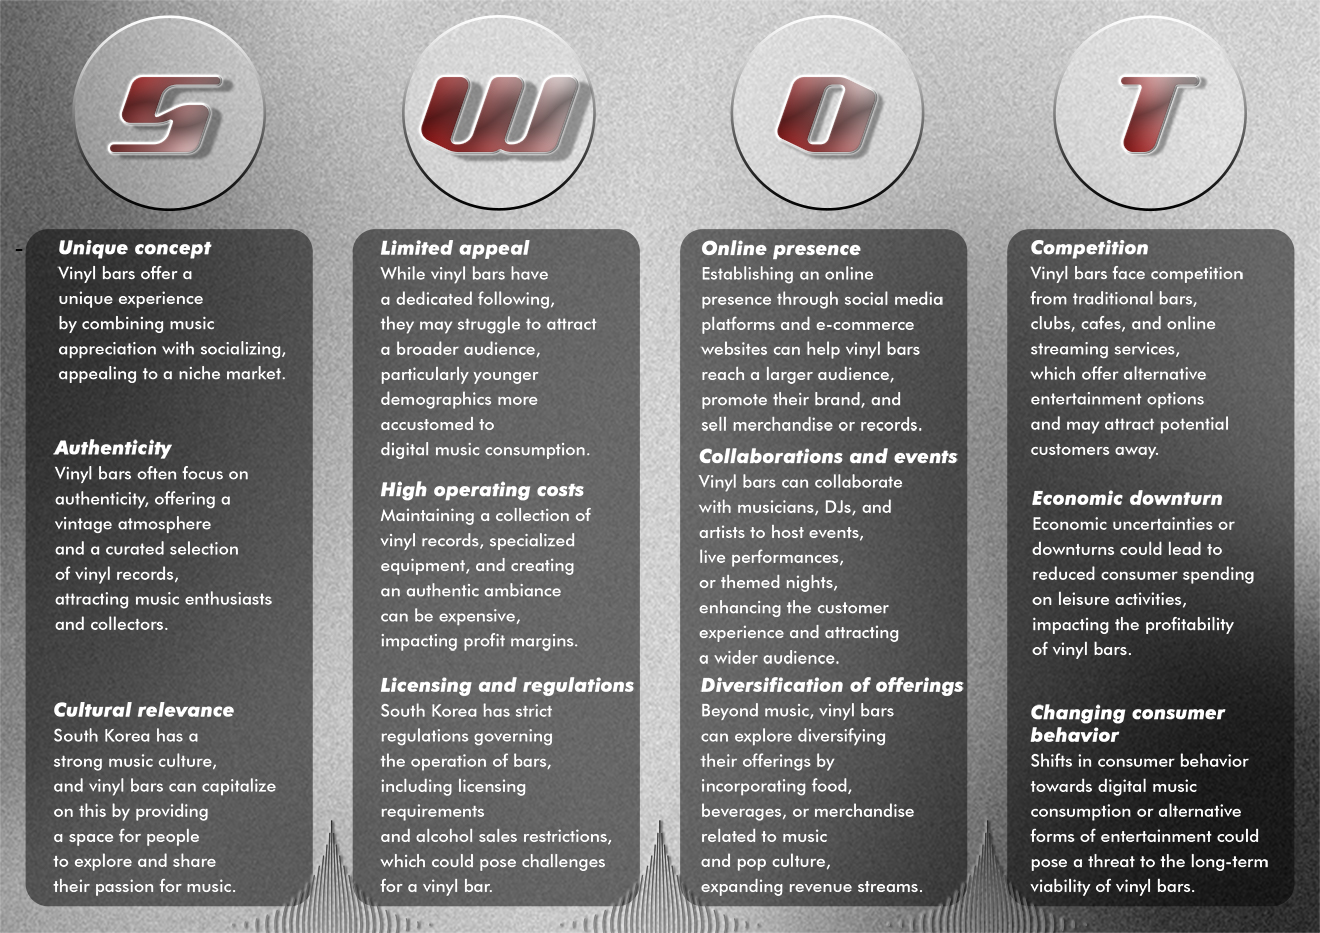 S
Unique concept
Vinyl bars offer a
unique experience
by combining music
appreciation with socializing,
appealing to a niche market.
Authenticity
Vinyl bars often focus on
authenticity, offering a
vintage atmosphere
and a curated selection
of vinyl records,
attracting music enthusiasts
and collectors.
Cultural relevance
South Korea has a
strong music culture,
and vinyl bars can capitalize
on this by providing
a space for people
to explore and share
their passion for music.
W
Limited appeal
While vinyl bars have
a dedicated following,
they may struggle to attract
a broader audience,
particularly younger
demographics more
accustomed to
digital music consumption.
High operating costs
Maintaining a collection of
vinyl records, specialized
equipment, and creating
an authentic ambiance
can be expensive,
impacting profit margins.
Licensing and regulations
South Korea has strict
regulations governing
the operation of bars,
including licensing
requirements
and alcohol sales restrictions,
which could pose challenges
for a vinyl bar.
O
Online presence
Establishing an online
presence through social media
platforms and e-commerce
websites can help vinyl bars
reach a larger audience,
promote their brand, and
sell merchandise or records.
Collaborations and events
Vinyl bars can collaborate
with musicians, DJs, and
artists to host events,
live performances,
or themed nights,
enhancing the customer
experience and attracting
a wider audience.
Diversification of offerings
Beyond music, vinyl bars
can explore diversifying
their offerings by
incorporating food,
beverages, or merchandise
related to music
and pop culture,
expanding revenue streams.
T
Competition
Vinyl bars face competition
from traditional bars,
clubs, cafes, and online
streaming services,
which offer alternative
entertainment options
and may attract potential
customers away.
Economic downturn
Economic uncertainties or
downturns could lead to
reduced consumer spending
on leisure activities,
impacting the profitability
of vinyl bars.
Changing consumer
behavior
Shifts in consumer behavior
towards digital music
consumption or alternative
forms of entertainment could
pose a threat to the long-term
viability of vinyl bars.